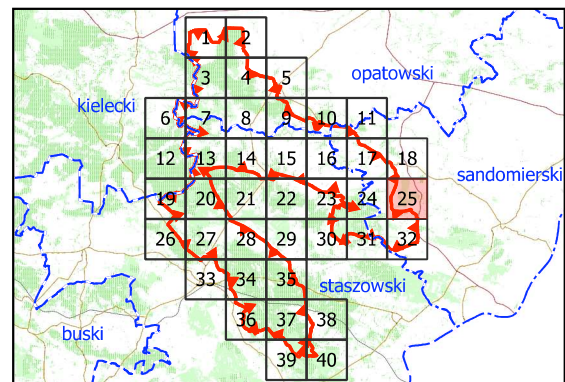 1 2
3 4 5
opatowski
kielecki
6 7 8 9 10 11
12 13 14 15 16 17 18
sandomierski
19 20 21 22 23 24 25
26 27 28 29 30 31 32
33 34 35
staszowski
36 37 38
buski
39 40